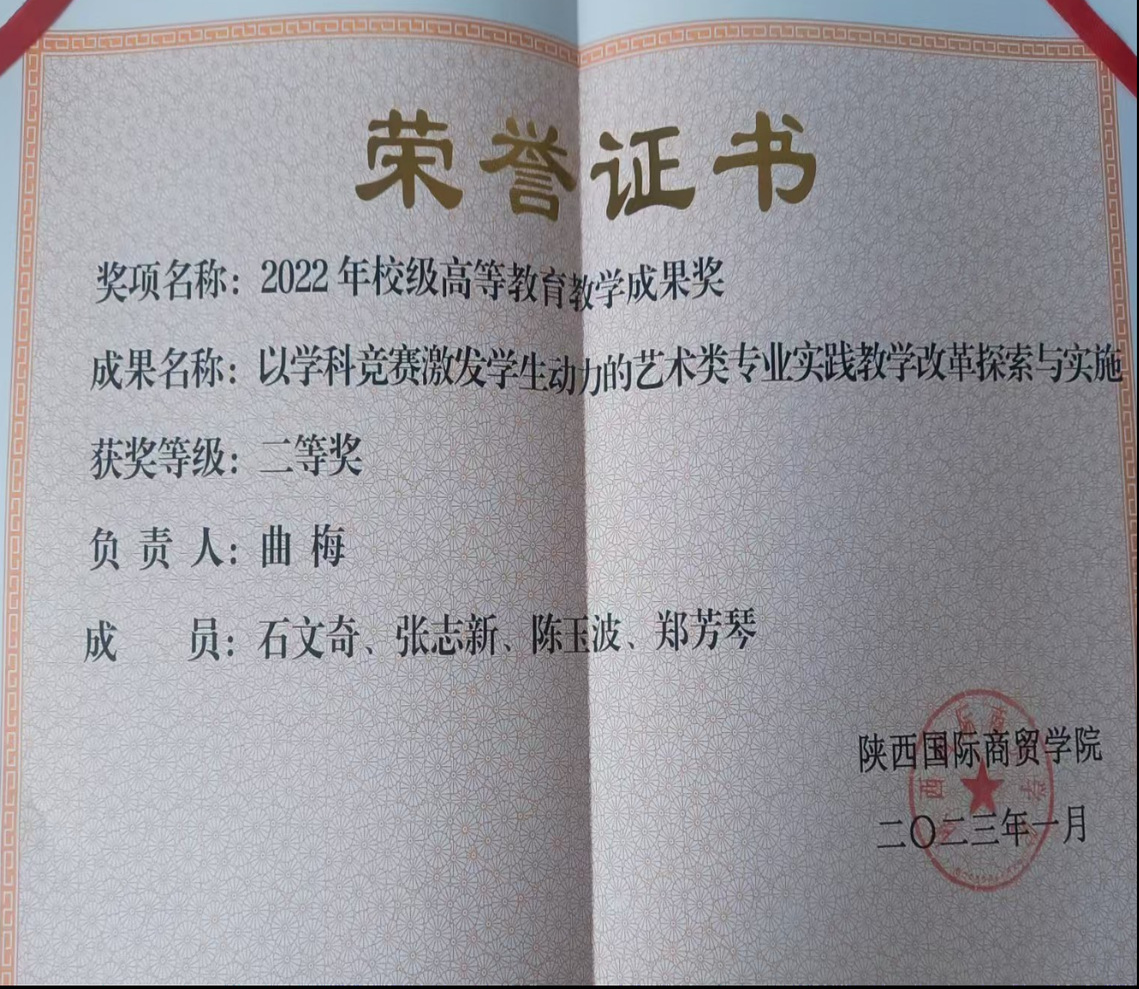 荣誉证书
奖项名称：2022年校级高等教育教学成果奖
成果名称：以学科竞赛激发学生动力的艺术类专业实践教学改革探索与实施
获奖等级：二等奖
负责人：曲梅
成员：石文奇、张志新、陈玉波、郑芳琴
陕西国际商贸学院
二〇二三年一月